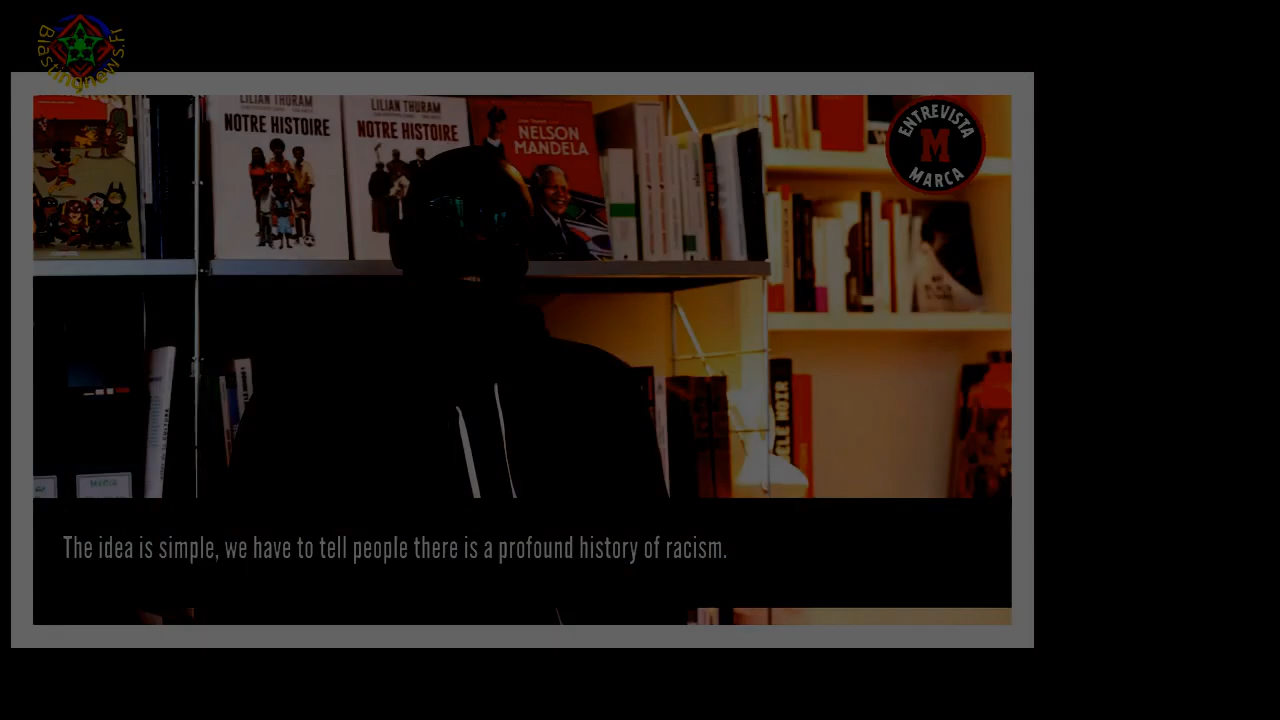 Blastingnews.fr
LILIAN THURAM
NOTRE HISTOIRE
LILIAN THURAM
NOTRE HISTOIRE
NELSON
MANDELA
ENTREVISTA
M
MARCA
The idea is simple, we have to tell people there is a profound history of racism.